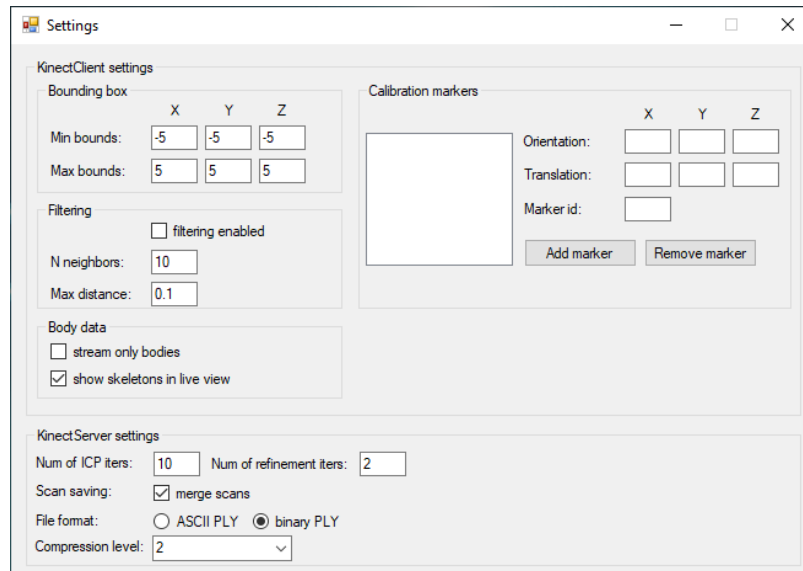 Settings
KinectClient settings
Bounding box
X Y Z
Min bounds: -5 -5 -5
Max bounds: 5 5 5
Filtering
filtering enabled
N neighbors: 10
Max distance: 0.1
Body data
stream only bodies
show skeletons in live view
Calibration markers
X Y Z
Orientation:
Translation:
Marker id:
Add marker Remove marker
KinectServer settings
Num of ICP iters: 10 Num of refinement iters: 2
Scan saving: merge scans
File format: ASCII PLY binary PLY
Compression level: 2